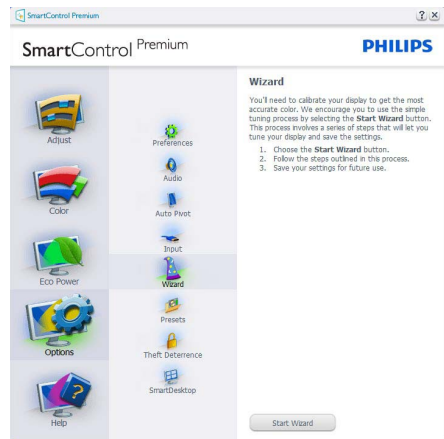 SmartControl Premium
? X
SmartControl Premium
PHILIPS
Adjust
Color
Eco Power
Options
Help
Preferences
Audio
Auto Pivot
Input
Wizard
Presets
Theft Deterrence
SmartDesktop
Wizard
You'll need to calibrate your display to get the most
accurate color. We encourage you to use the simple
tuning process by selecting the Start Wizard button.
This process involves a series of steps that will let you
tune your display and save the settings.
1. Choose the Start Wizard button.
2. Follow the steps outlined in this process.
3. Save your settings for future use.
Start Wizard